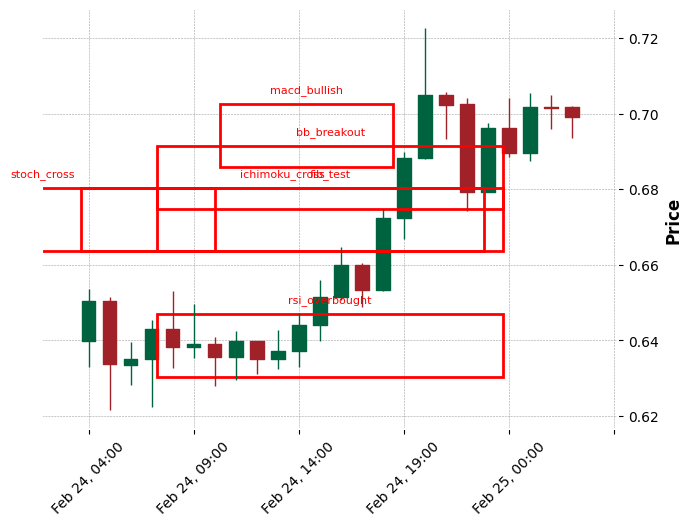 0.72
macd_bullish
0.70
bb_breakout
stoch_cross
ichimoku_cross
fib_test
0.68
Price
0.66
rsi_overbought
0.64
0.62
Feb 24, 04:00
Feb 24, 09:00
Feb 24, 14:00
Feb 24, 19:00
Feb 25, 00:00